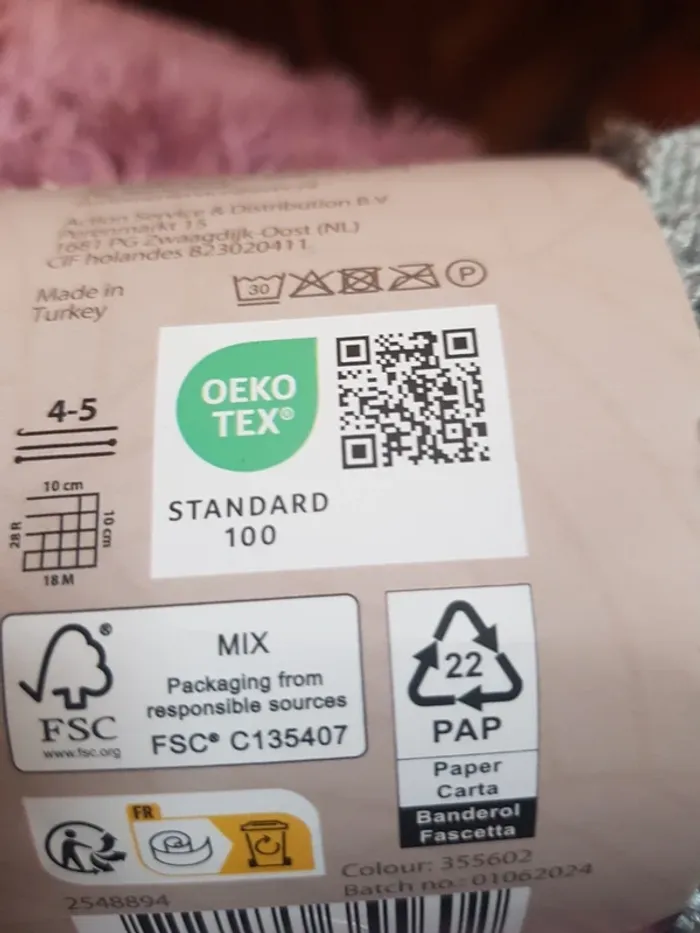 Action Service & Distribution B.V
Perenmarkt 15
1681 PG Zwaagdijk-Oost (NL)
CIF holandes 823020411
Made in
Turkey
30
P
OEKO
TEX®
STANDARD
100
4-5
10 cm
10 cm
28 R
18 M
FSC
www.fsc.org
®
MIX
Packaging from
responsible sources
FSC® C135407
22
PAP
Paper
Carta
Banderol
Fascetta
FR
Colour: 355602
Batch no.: 01062024
2548894